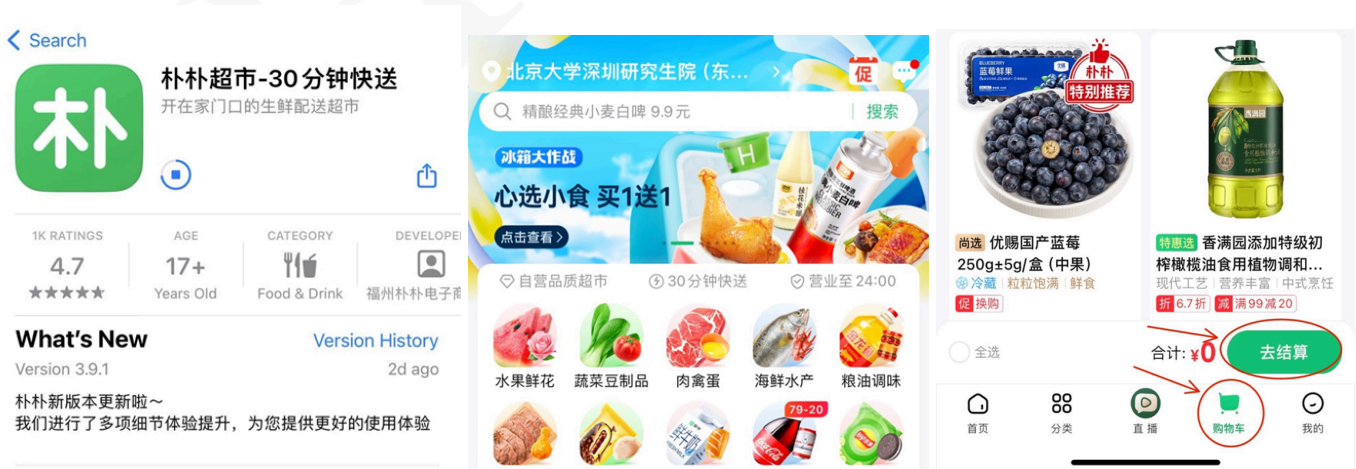 Search
朴
朴朴超市-30分钟快送
开在家门口的生鲜配送超市
1K RATINGS
4.7
★★★★★
AGE
17+
Years Old
CATEGORY
Food & Drink
DEVELOPE
福州朴朴电子商
What's New
Version History
Version 3.9.1
2d ago
朴朴新版本更新啦～
我们进行了多项细节体验提升，为您提供更好的使用体验
北京大学深圳研究生院（东...
促
精酿经典小麦白啤 9.9元
搜索
冰箱大作战
心选小食 买1送1
点击查看
H
自营品质超市
30分钟快送
营业至24:00
水果鲜花
蔬菜豆制品
肉禽蛋
海鲜水产
粮油调味
79-20
BLUEBERRY
蓝莓鲜果
朴朴
特别推荐
香满园
尚选 优赐国产蓝莓
250g±5g/盒（中果）
冷藏 粒粒饱满 鲜食
促 换购
特惠选 香满园添加特级初
榨橄榄油食用植物调和...
现代工艺 营养丰富 中式烹饪
折 6.7折 减 满99减20
全选
合计: ¥0
去结算
首页
分类
直播
购物车
我的